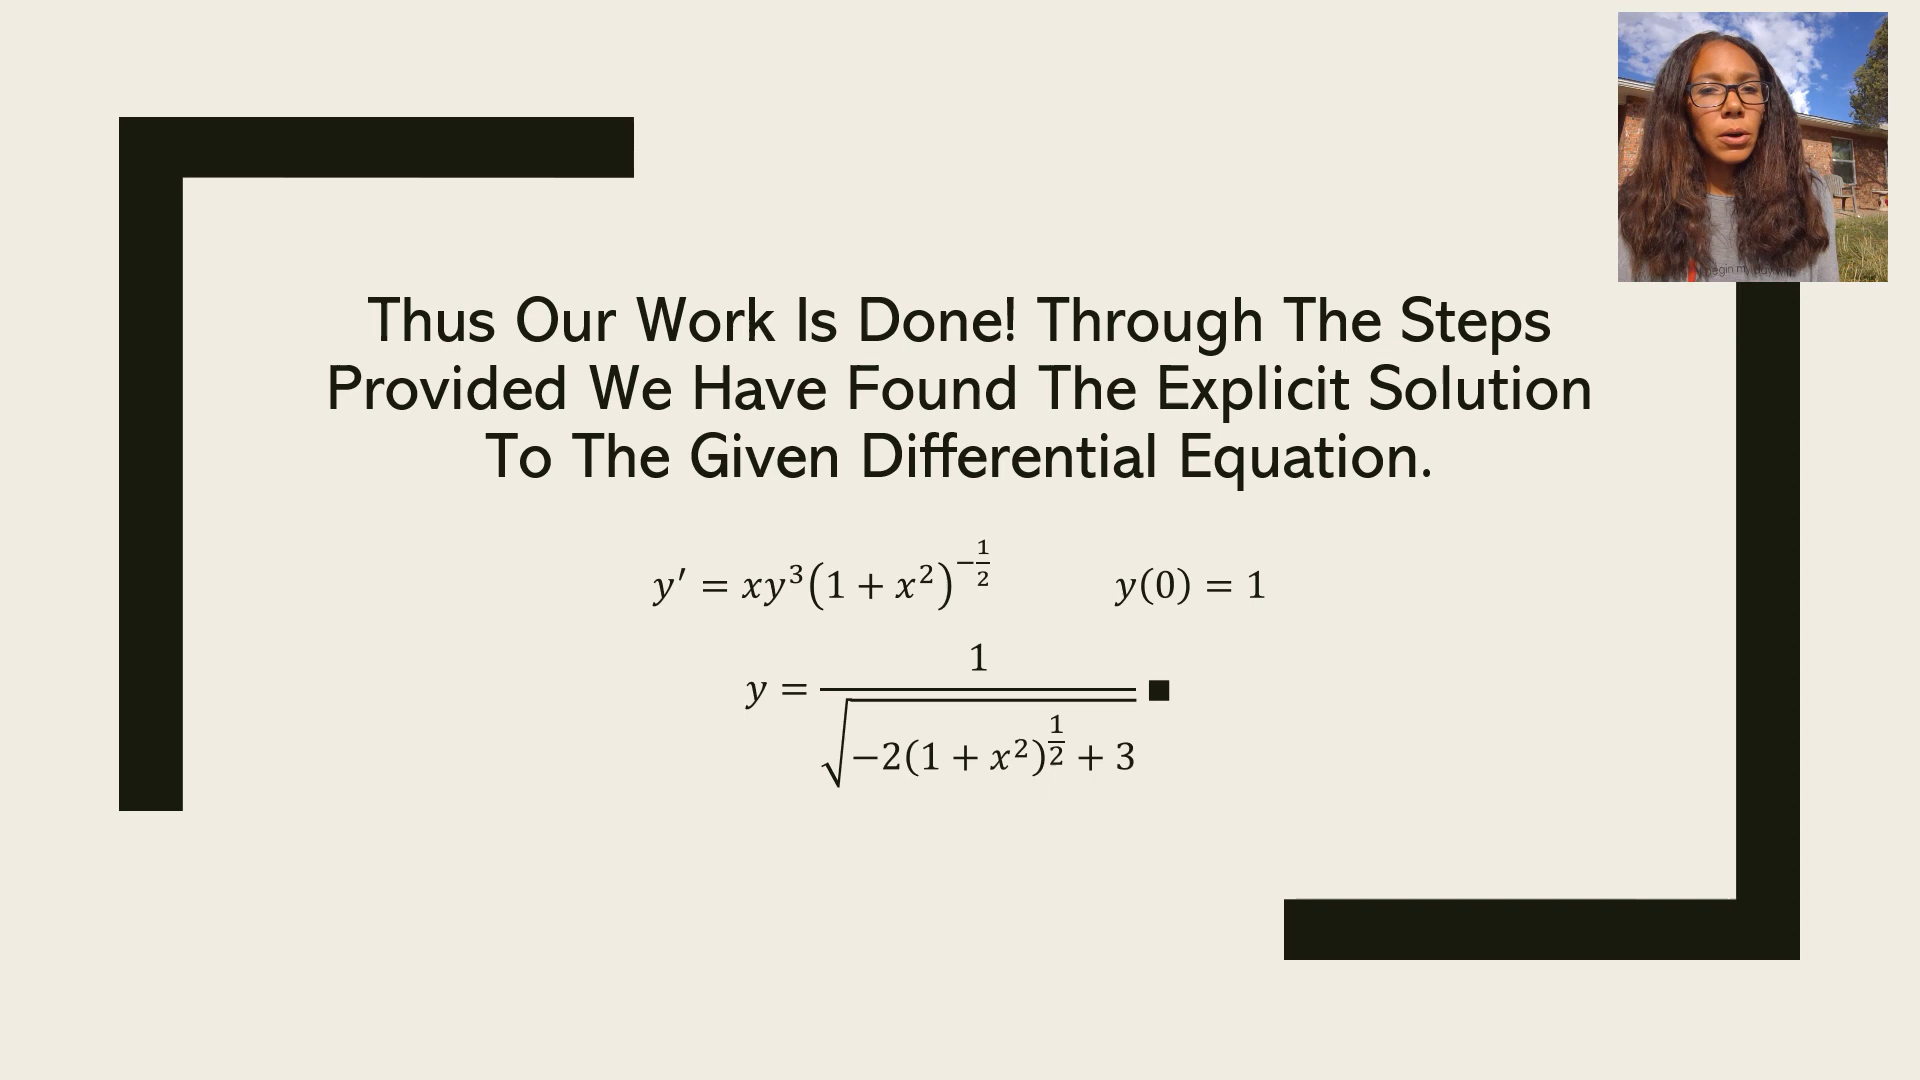 Thus Our Work Is Done! Through The Steps
Provided We Have Found The Explicit Solution
To The Given Differential Equation.
y′ = xy³(1 + x²)^{-1/2}    y(0) = 1
y = 1/√(−2(1 + x²)^{1/2} + 3) ■